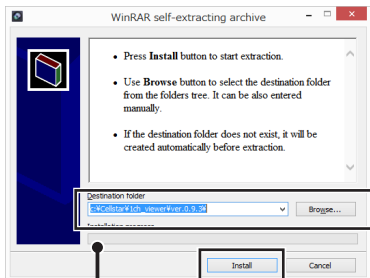 WinRAR self-extracting archive
• Press Install button to start extraction.
• Use Browse button to select the destination folder
from the folders tree. It can be also entered
manually.
• If the destination folder does not exist, it will be
created automatically before extraction.
Destination folder
c:¥Cellstar¥1ch_viewer¥ver.0.9.3¥
Browse...
Installation progress
Install
Cancel